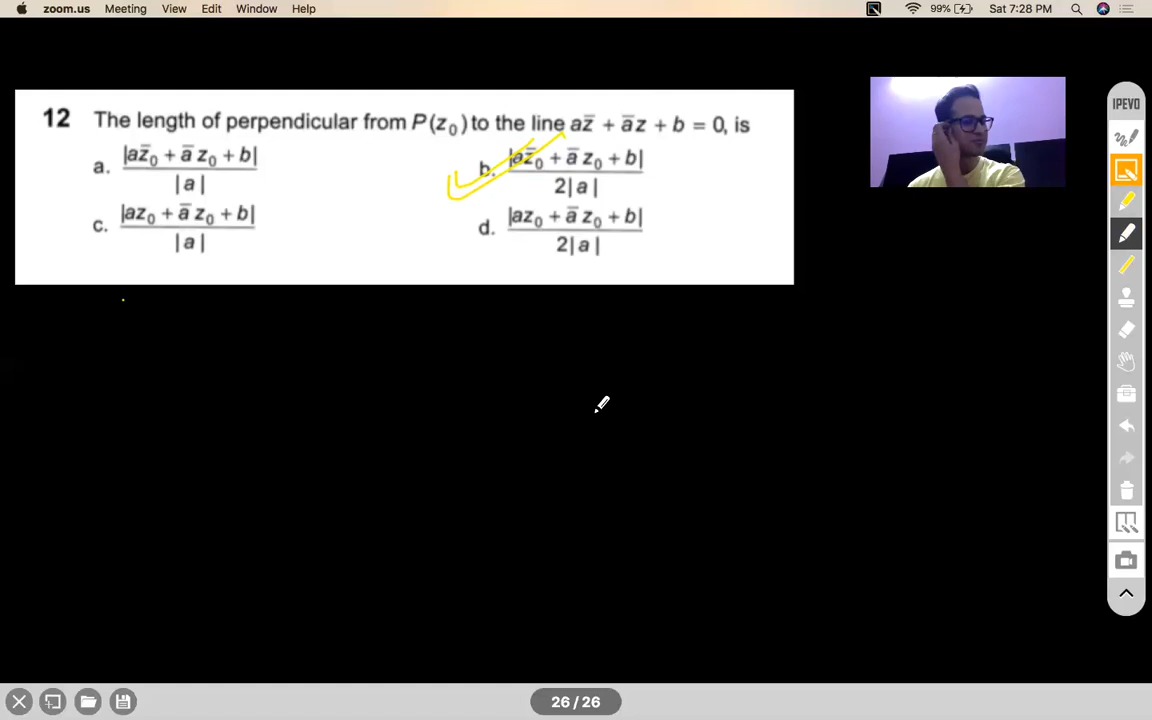 zoom.us Meeting View Edit Window Help 99% Sat 7:28 PM
IPEVO
12 The length of perpendicular from P(z₀) to the line az̄ + āz + b = 0, is
a. |az̄₀ + ā z₀ + b| / |a|
b. |az̄₀ + ā z₀ + b| / 2|a|
c. |az₀ + ā z₀ + b| / |a|
d. |az₀ + ā z₀ + b| / 2|a|
26 / 26